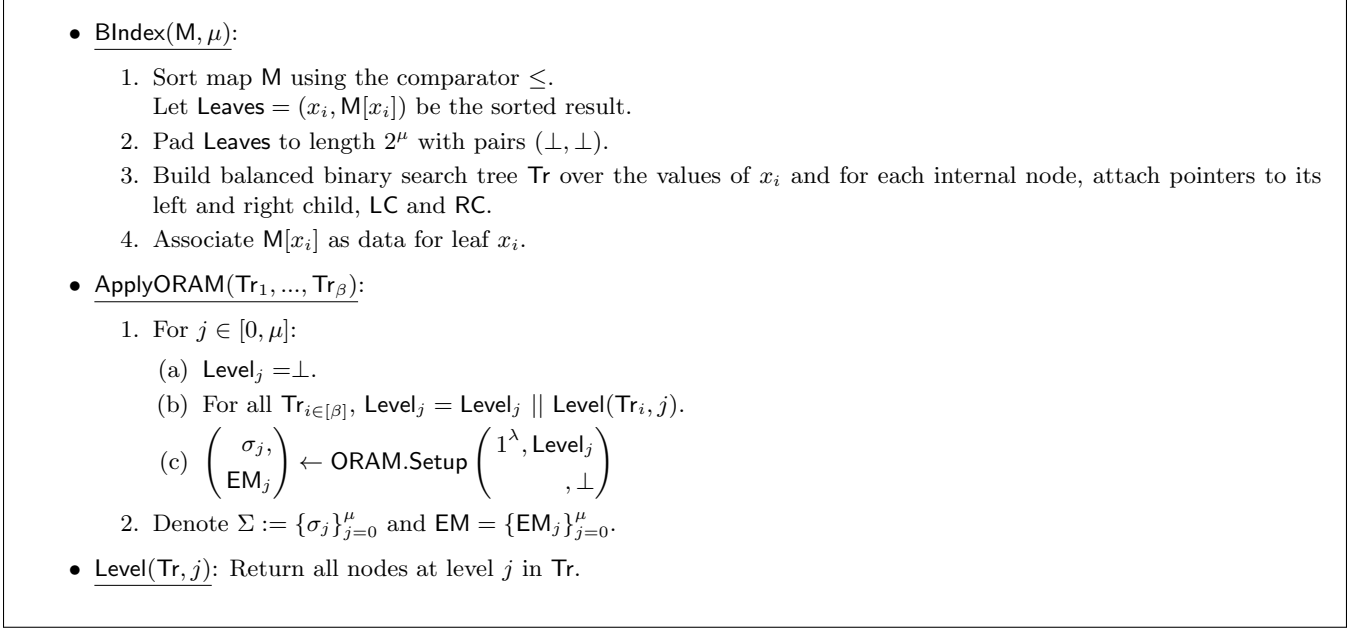 • BIndex(M, μ):
1. Sort map M using the comparator ≤.
Let Leaves = (x_i, M[x_i]) be the sorted result.
2. Pad Leaves to length 2^μ with pairs (⊥, ⊥).
3. Build balanced binary search tree Tr over the values of x_i and for each internal node, attach pointers to its
left and right child, LC and RC.
4. Associate M[x_i] as data for leaf x_i.
• ApplyORAM(Tr_1, ..., Tr_β):
1. For j ∈ [0, μ]:
(a) Level_j =⊥.
(b) For all Tr_{i∈[β]}, Level_j = Level_j || Level(Tr_i, j).
(c) (σ_j, EM_j) ← ORAM.Setup (1^λ, Level_j , ⊥)
2. Denote Σ := {σ_j}_{j=0}^μ and EM = {EM_j}_{j=0}^μ.
• Level(Tr, j): Return all nodes at level j in Tr.